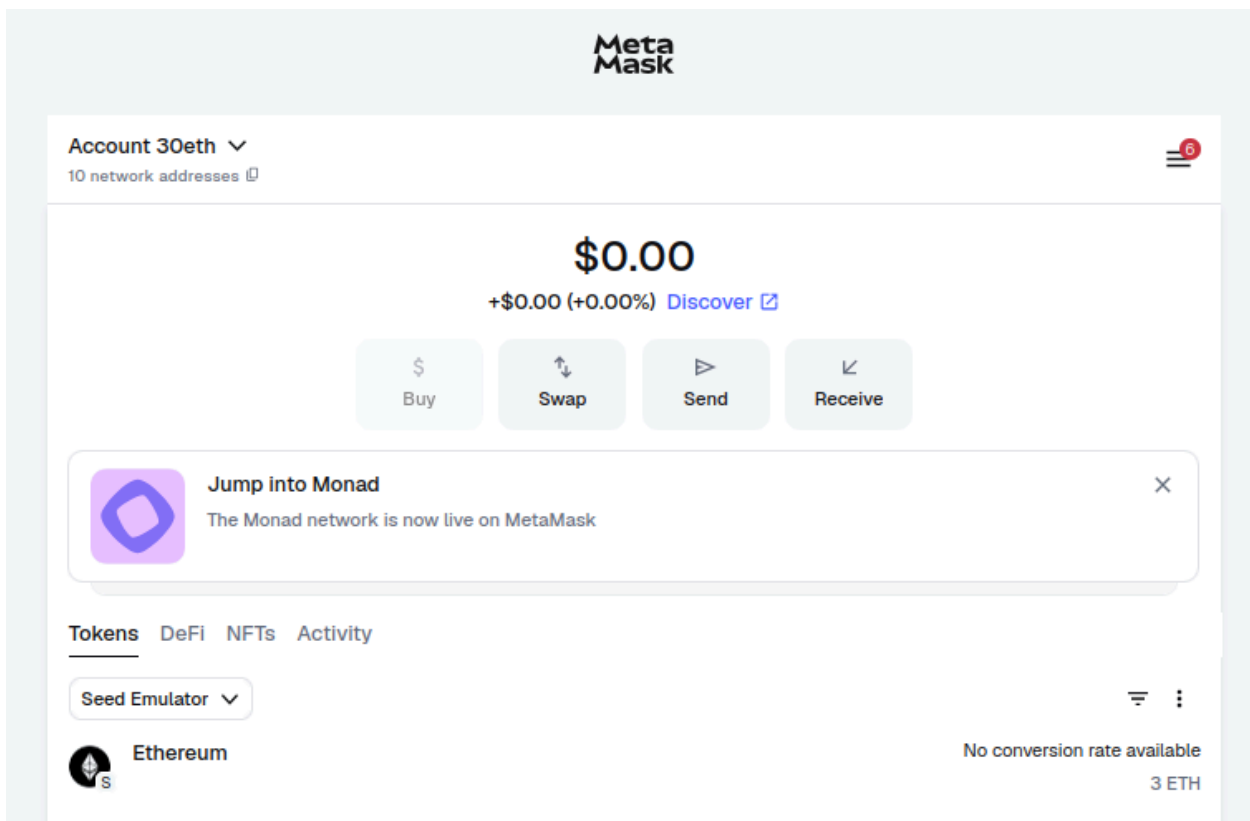 Meta
Mask
Account 30eth
10 network addresses
6
$0.00
+$0.00 (+0.00%) Discover
$
Buy
Swap
Send
Receive
Jump into Monad
The Monad network is now live on MetaMask
Tokens DeFi NFTs Activity
Seed Emulator
Ethereum
S
No conversion rate available
3 ETH